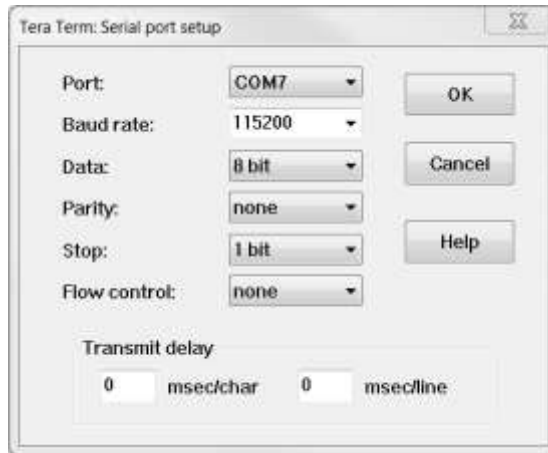 Tera Term: Serial port setup
Port: COM7 OK
Baud rate: 115200
Data: 8 bit Cancel
Parity: none
Stop: 1 bit Help
Flow control: none
Transmit delay
0 msec/char 0 msec/line